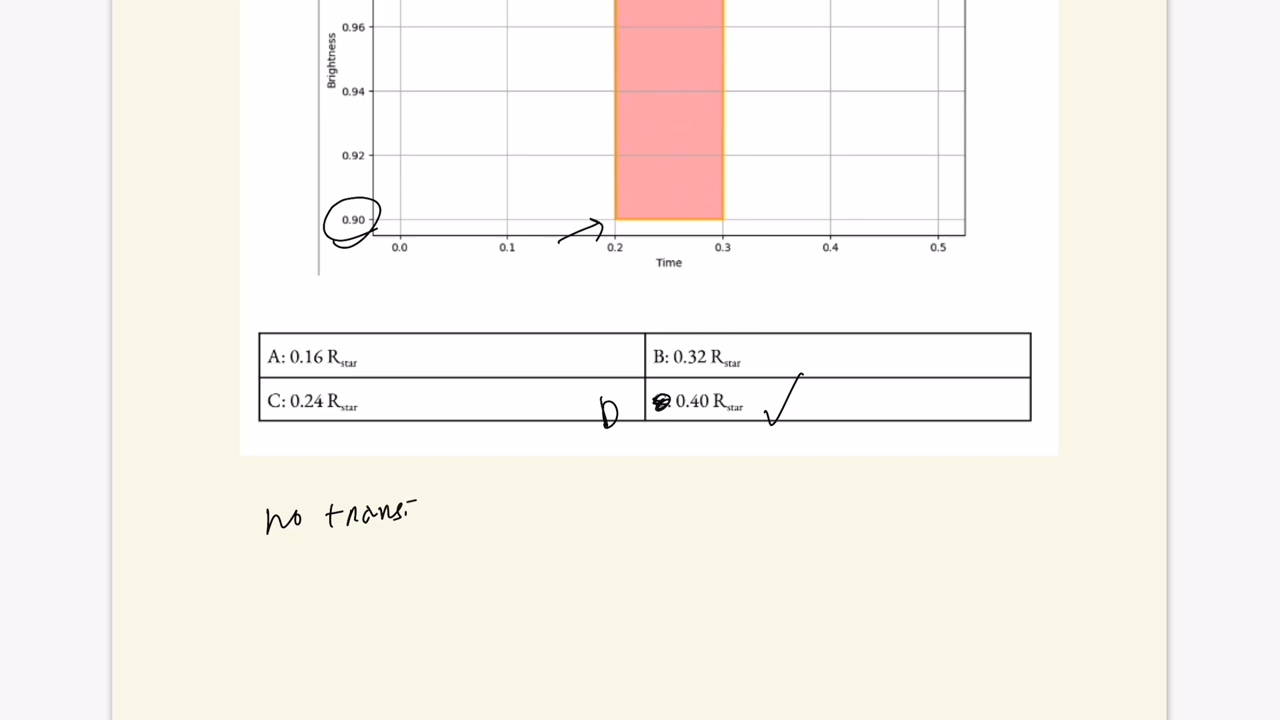 0.96
Brightness
0.94
0.92
0.90
0.0 0.1 0.2 0.3 0.4 0.5
Time
A: 0.16 Rstar B: 0.32 Rstar
C: 0.24 Rstar D 0.40 Rstar
no trans